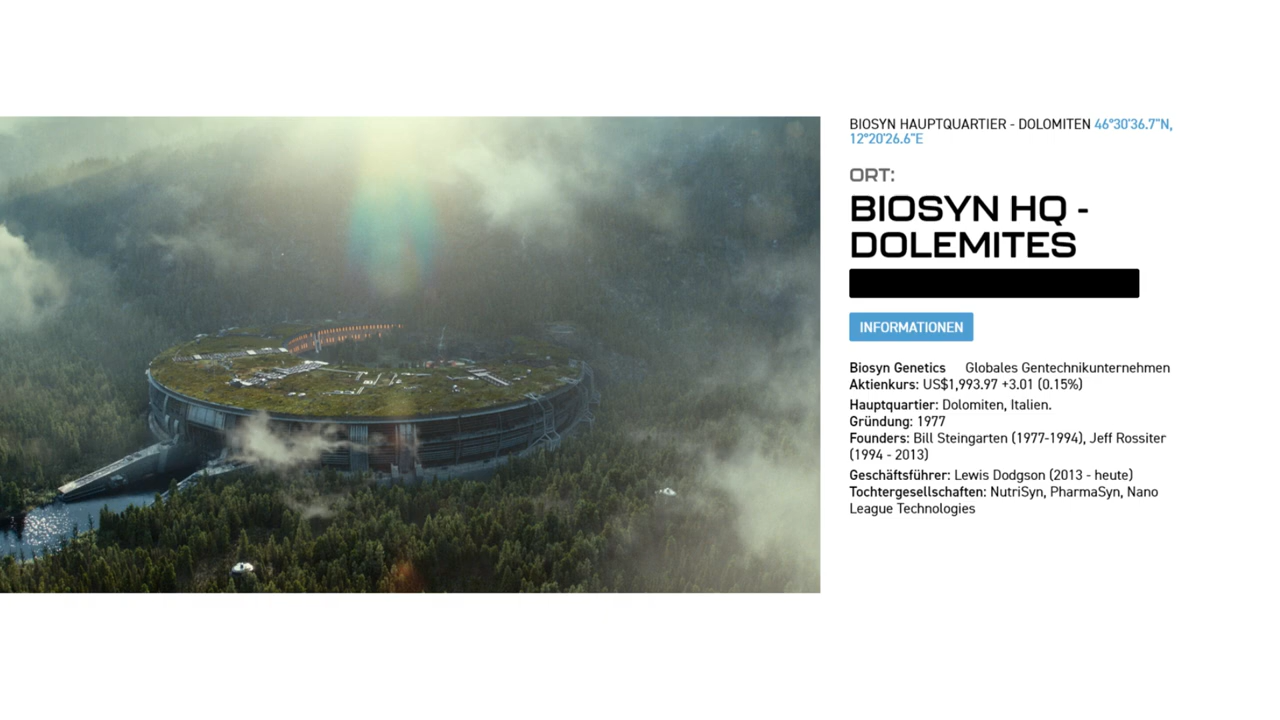 BIOSYN HAUPTQUARTIER - DOLOMITEN 46°30'36.7"N,
12°20'26.6"E
ORT:
BIOSYN HQ -
DOLEMITES
INFORMATIONEN
Biosyn Genetics Globales Gentechnikunternehmen
Aktienkurs: US$1,993.97 +3.01 (0.15%)
Hauptquartier: Dolomiten, Italien.
Gründung: 1977
Founders: Bill Steingarten (1977-1994), Jeff Rossiter
(1994 - 2013)
Geschäftsführer: Lewis Dodgson (2013 - heute)
Tochtergesellschaften: NutriSyn, PharmaSyn, Nano
League Technologies